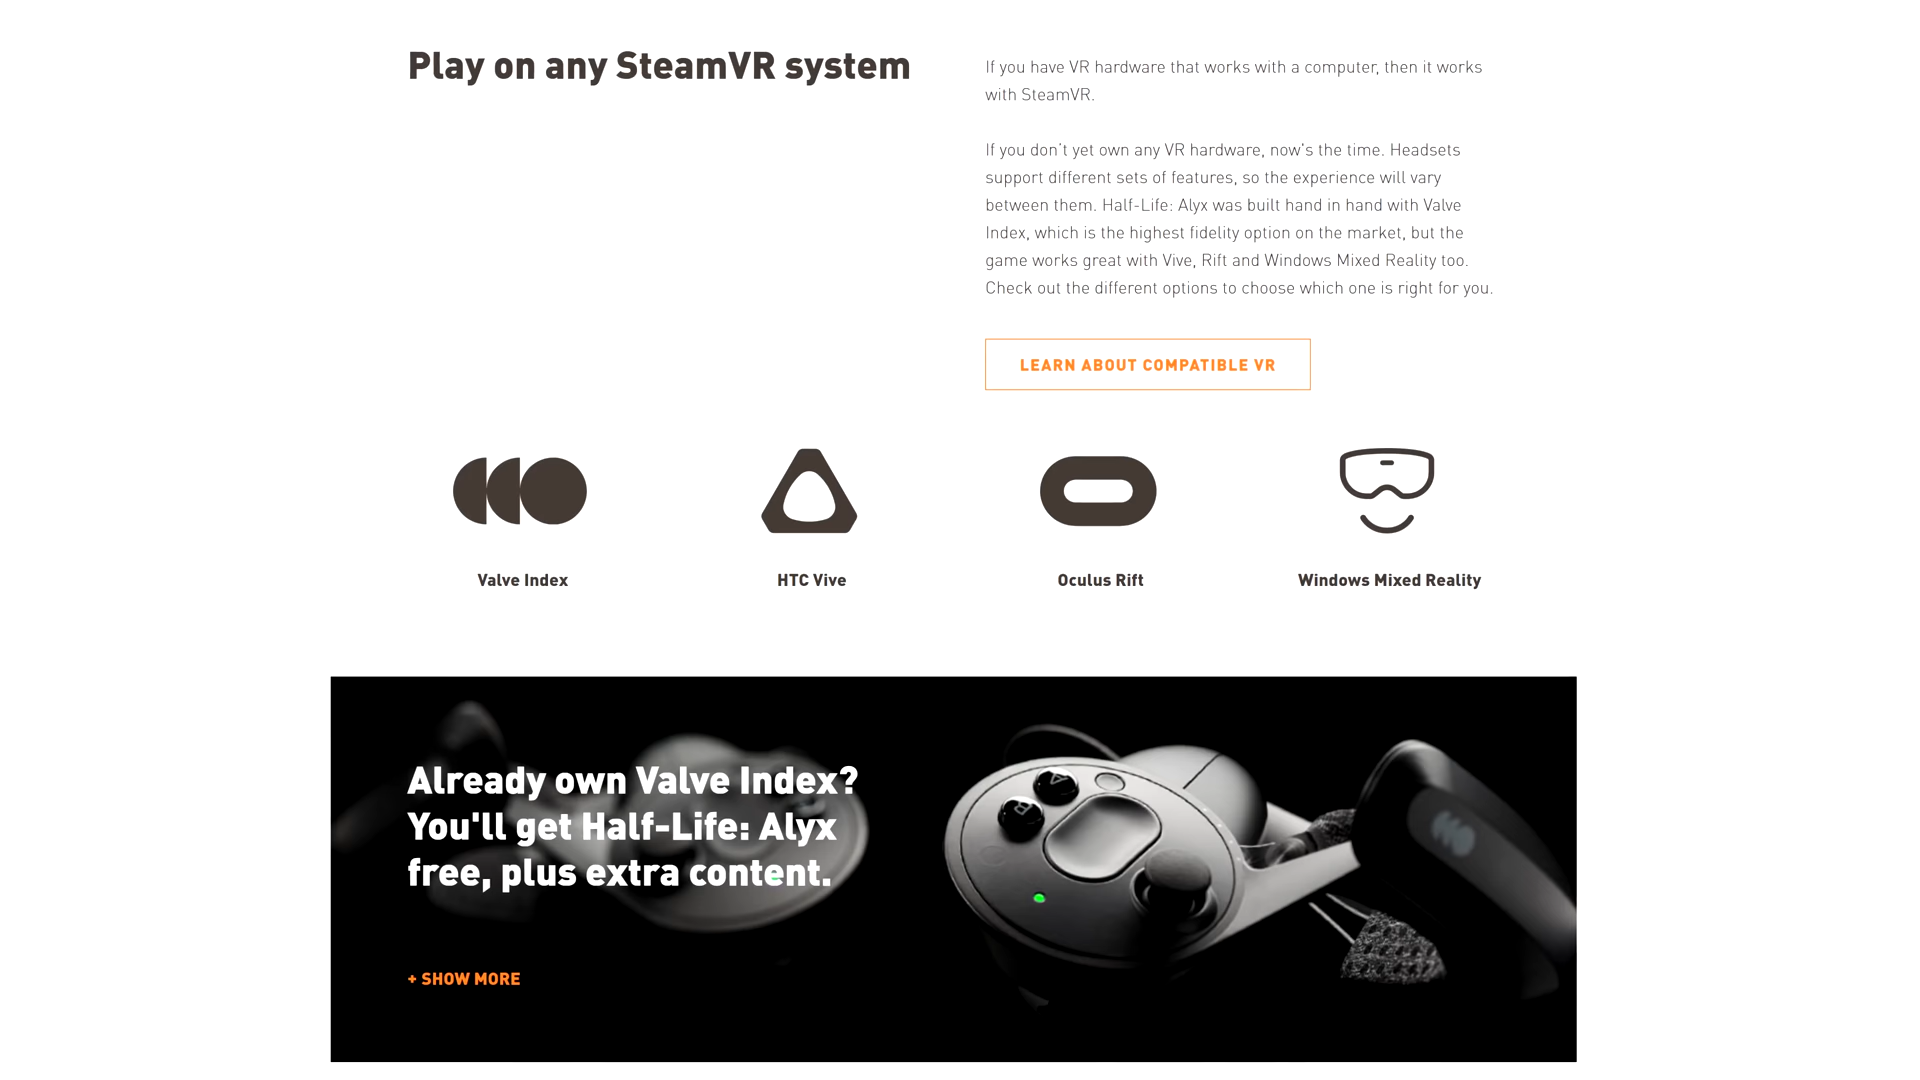 Play on any SteamVR system
If you have VR hardware that works with a computer, then it works
with SteamVR.
If you don't yet own any VR hardware, now's the time. Headsets
support different sets of features, so the experience will vary
between them. Half-Life: Alyx was built hand in hand with Valve
Index, which is the highest fidelity option on the market, but the
game works great with Vive, Rift and Windows Mixed Reality too.
Check out the different options to choose which one is right for you.
LEARN ABOUT COMPATIBLE VR
Valve Index
HTC Vive
Oculus Rift
Windows Mixed Reality
Already own Valve Index?
You'll get Half-Life: Alyx
free, plus extra content.
+ SHOW MORE
A
B